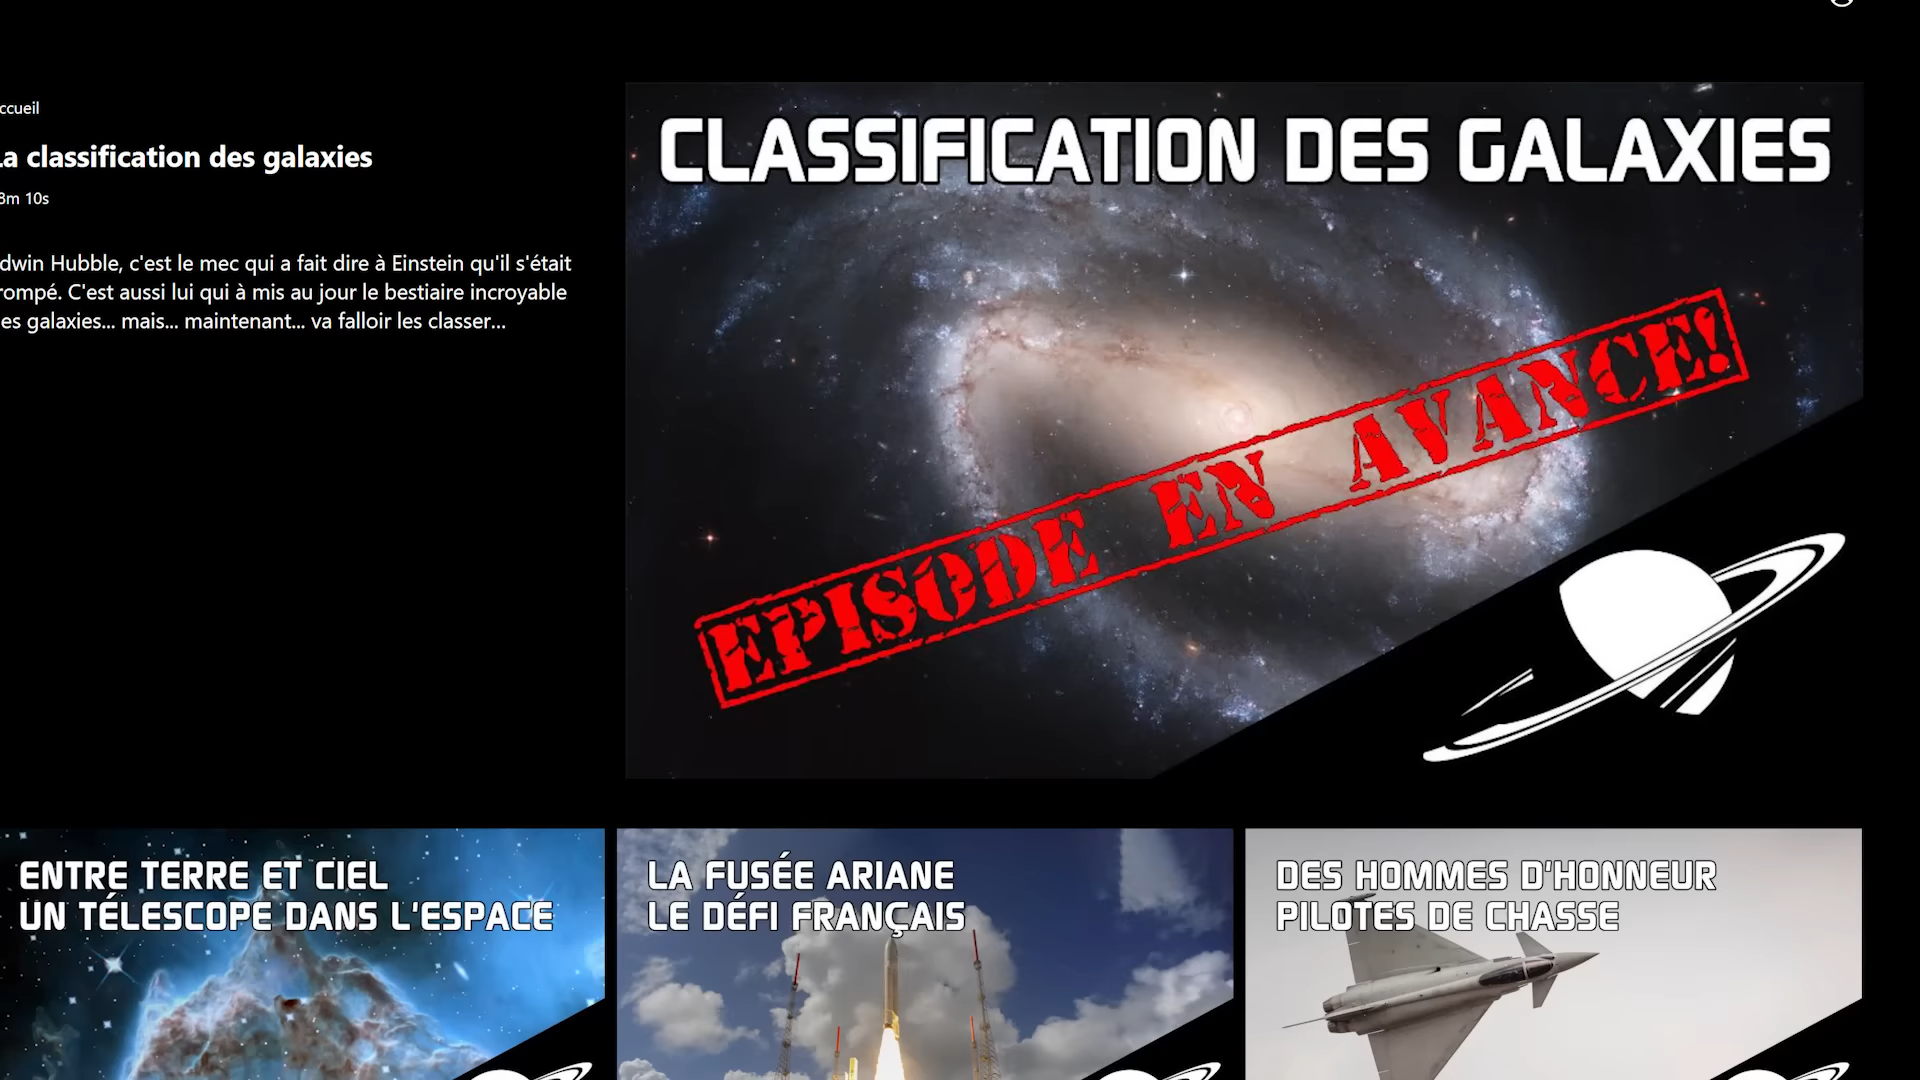 ccueil
La classification des galaxies
8m 10s
dwin Hubble, c'est le mec qui a fait dire à Einstein qu'il s'était
rompé. C'est aussi lui qui à mis au jour le bestiaire incroyable
es galaxies... mais... maintenant... va falloir les classer...
CLASSIFICATION DES GALAXIES
EPISODE EN AVANCE!
ENTRE TERRE ET CIEL
UN TÉLESCOPE DANS L'ESPACE
LA FUSÉE ARIANE
LE DÉFI FRANÇAIS
DES HOMMES D'HONNEUR
PILOTES DE CHASSE